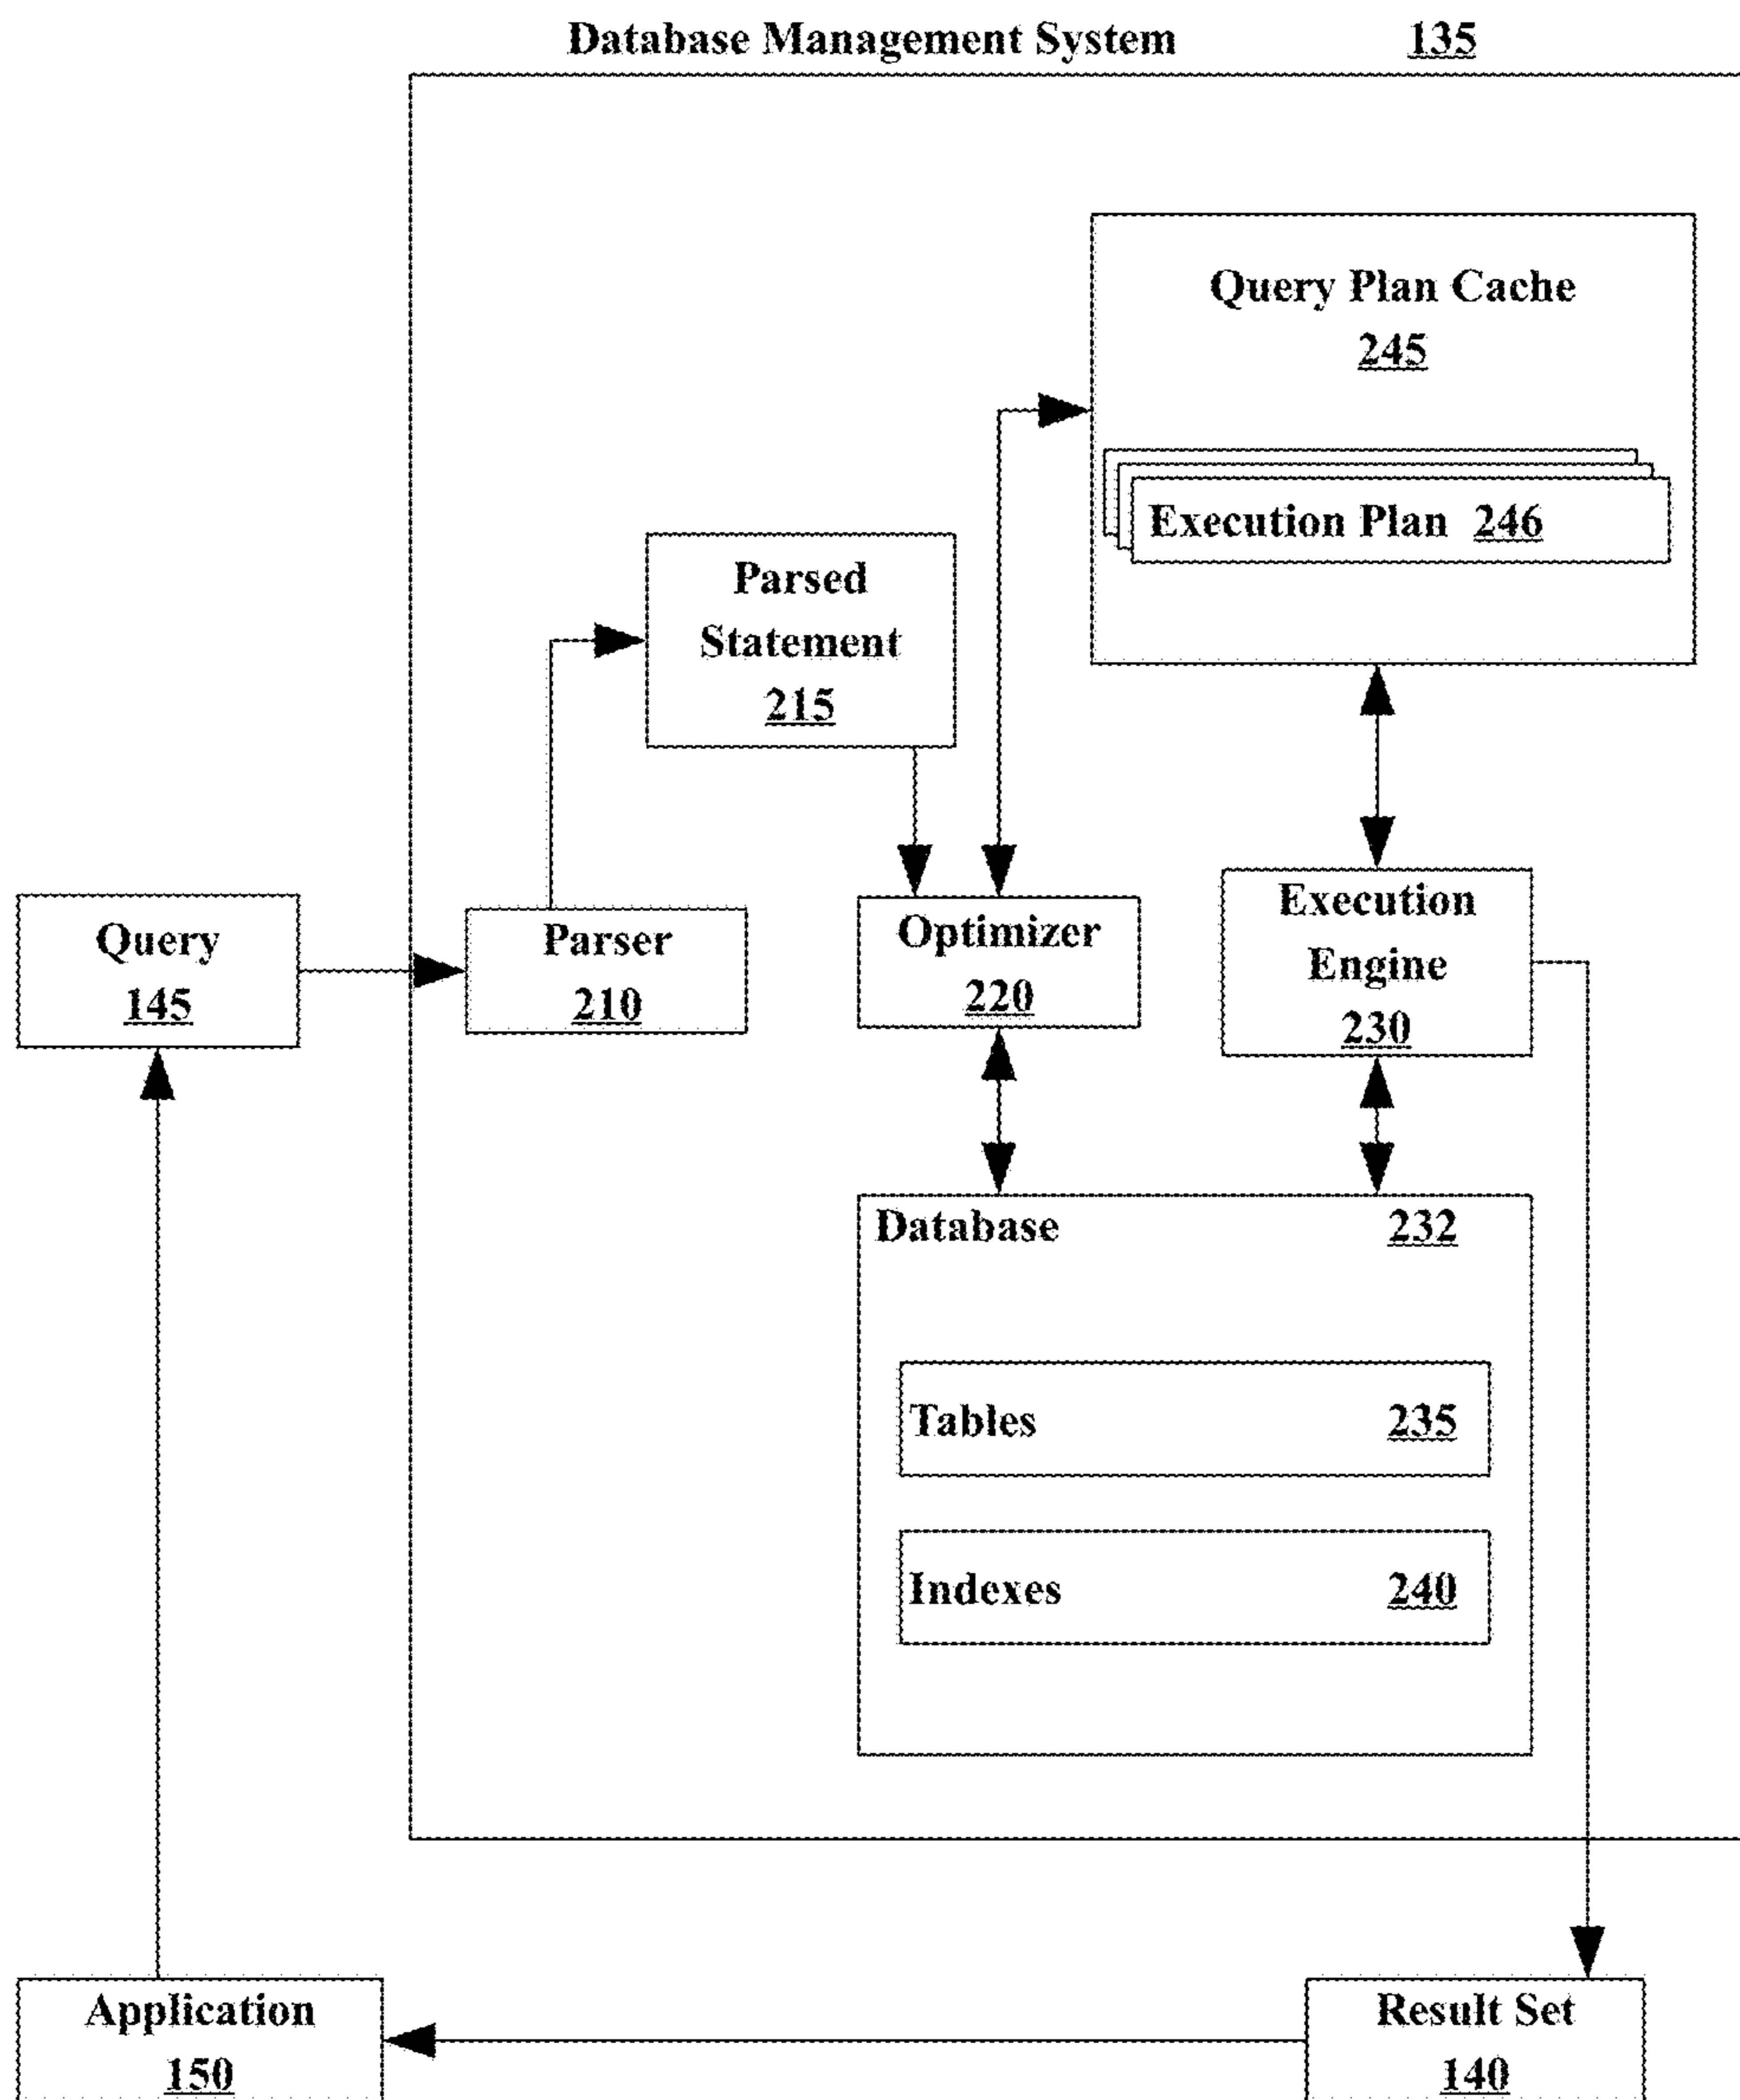 Database Management System 135
Query Plan Cache
245
Execution Plan 246
Parsed
Statement
215
Query
145
Parser
210
Optimizer
220
Execution
Engine
230
Database 232
Tables 235
Indexes 240
Application
150
Result Set
140